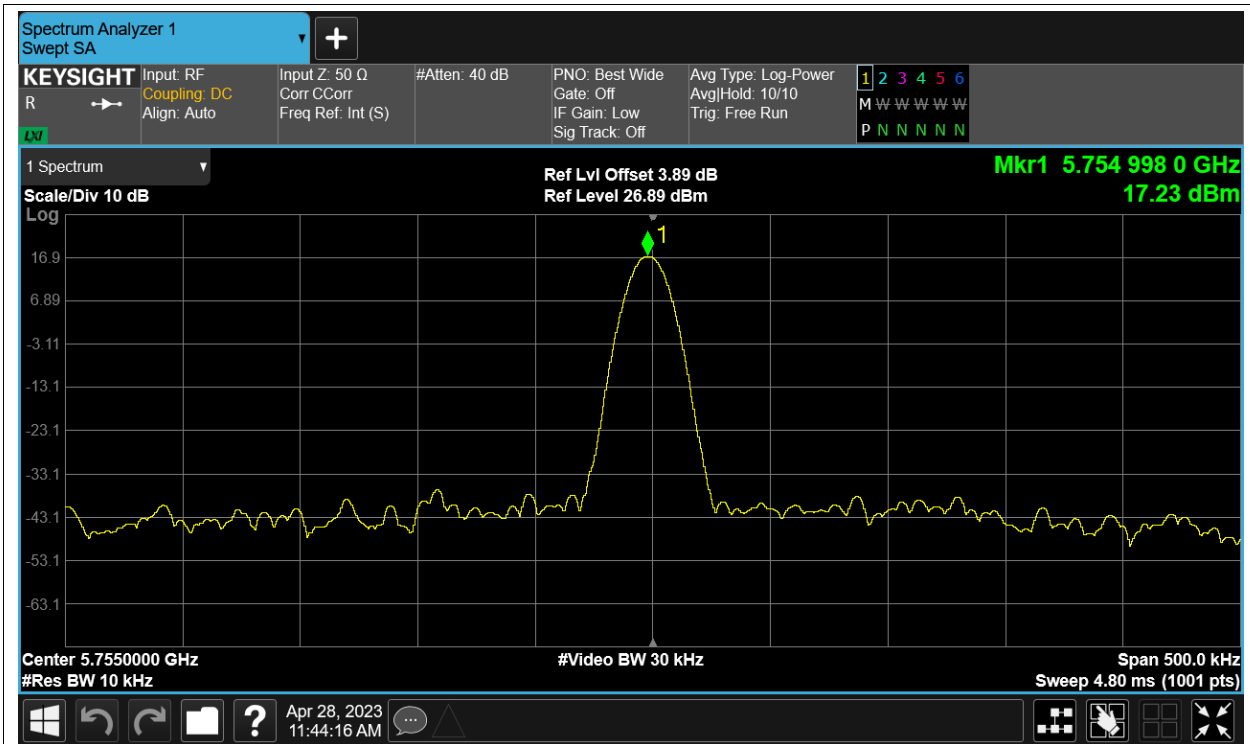 Spectrum Analyzer 1
Swept SA
▼
+
KEYSIGHT
R
LXI
Input: RF
Coupling: DC
Align: Auto
Input Z: 50 Ω
Corr CCorr
Freq Ref: Int (S)
#Atten: 40 dB
PNO: Best Wide
Gate: Off
IF Gain: Low
Sig Track: Off
Avg Type: Log-Power
Avg|Hold: 10/10
Trig: Free Run
1 2 3 4 5 6
M W W W W W
P N N N N N
1 Spectrum ▼
Scale/Div 10 dB
Ref Lvl Offset 3.89 dB
Ref Level 26.89 dBm
Mkr1 5.754 998 0 GHz
17.23 dBm
Log
1
16.9
6.89
-3.11
-13.1
-23.1
-33.1
-43.1
-53.1
-63.1
Center 5.7550000 GHz
#Video BW 30 kHz
Span 500.0 kHz
#Res BW 10 kHz
Sweep 4.80 ms (1001 pts)
?
Apr 28, 2023
11:44:16 AM